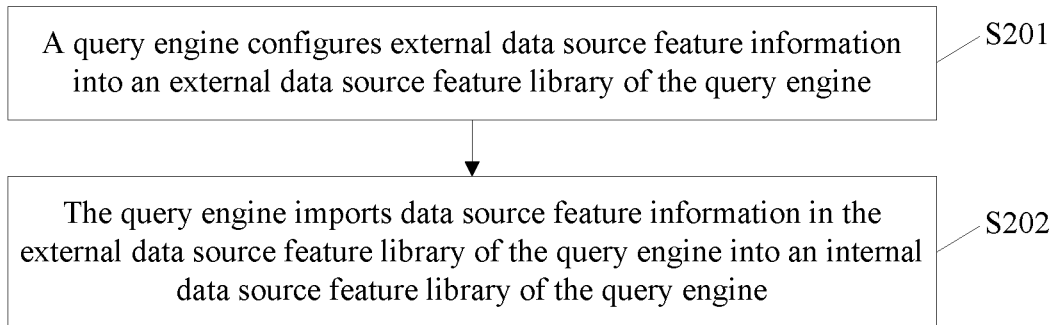 A query engine configures external data source feature information
into an external data source feature library of the query engine
S201
The query engine imports data source feature information in the
external data source feature library of the query engine into an internal
data source feature library of the query engine
S202